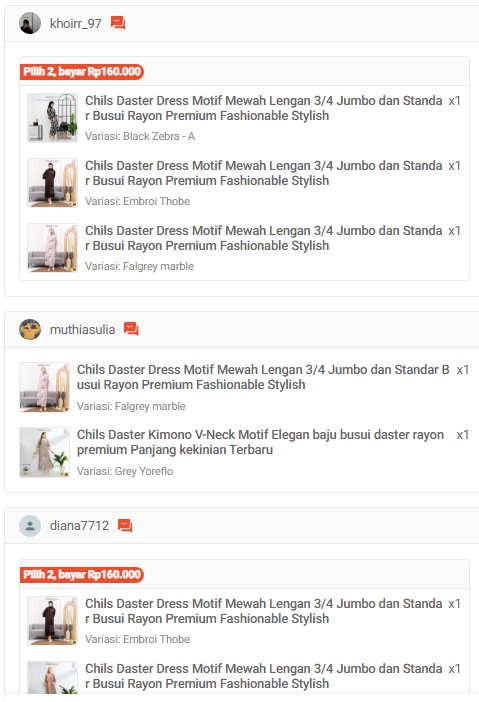 khoirr_97
Pilih 2, bayar Rp160.000
Chils Daster Dress Motif Mewah Lengan 3/4 Jumbo dan Standa x1
r Busui Rayon Premium Fashionable Stylish
Variasi: Black Zebra - A
Chils Daster Dress Motif Mewah Lengan 3/4 Jumbo dan Standa x1
r Busui Rayon Premium Fashionable Stylish
Variasi: Embroi Thobe
Chils Daster Dress Motif Mewah Lengan 3/4 Jumbo dan Standa x1
r Busui Rayon Premium Fashionable Stylish
Variasi: Falgrey marble
muthiasulia
Chils Daster Dress Motif Mewah Lengan 3/4 Jumbo dan Standar B x1
usui Rayon Premium Fashionable Stylish
Variasi: Falgrey marble
Chils Daster Kimono V-Neck Motif Elegan baju busui daster rayon x1
premium Panjang kekinian Terbaru
Variasi: Grey Yoreflo
diana7712
Pilih 2, bayar Rp160.000
Chils Daster Dress Motif Mewah Lengan 3/4 Jumbo dan Standa x1
r Busui Rayon Premium Fashionable Stylish
Variasi: Embroi Thobe
Chils Daster Dress Motif Mewah Lengan 3/4 Jumbo dan Standa x1
r Busui Rayon Premium Fashionable Stylish